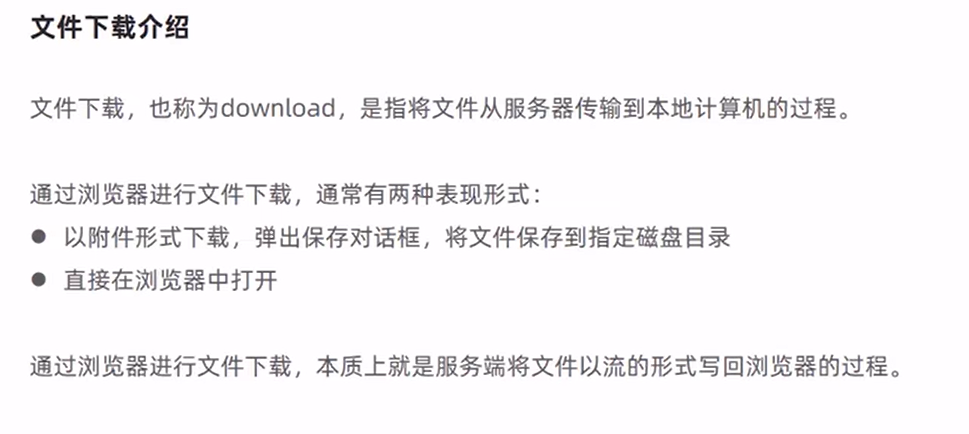 文件下载介绍
文件下载，也称为download，是指将文件从服务器传输到本地计算机的过程。
通过浏览器进行文件下载，通常有两种表现形式：
● 以附件形式下载，弹出保存对话框，将文件保存到指定磁盘目录
● 直接在浏览器中打开
通过浏览器进行文件下载，本质上就是服务端将文件以流的形式写回浏览器的过程。